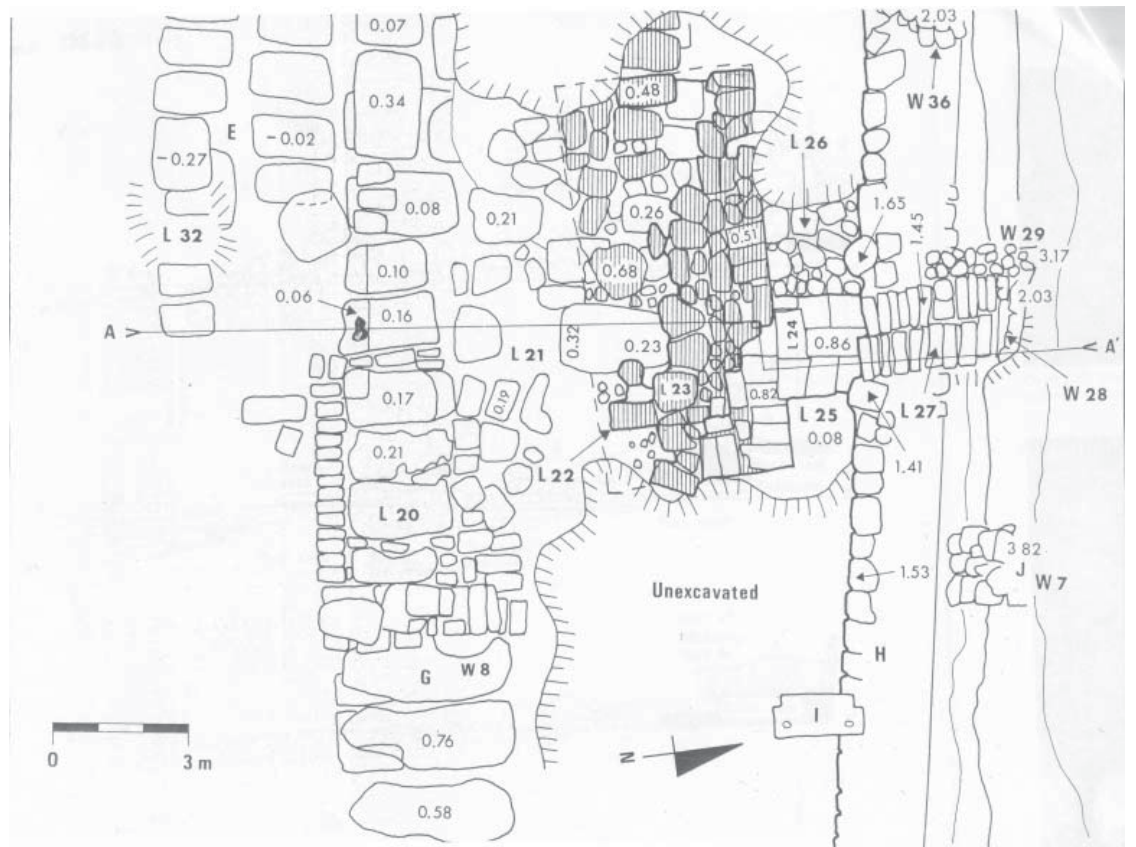 0.07
2.03
0.48
W 36
0.34
E
-0.02
L 26
-0.27
1.65
1.45
0.08
0.21
0.26
0.51
W 29
L 32
3.17
0.10
0.68
2.03
0.06
0.16
A
L 21
0.32
0.23
L 24
0.86
A'
0.17
0.19
L 23
0.82
L 25
L 27
W 28
0.08
0.21
L 22
1.41
L 20
3 82
J
W 7
Unexcavated
1.53
H
G
W 8
I
0.76
0
3 m
N
0.58